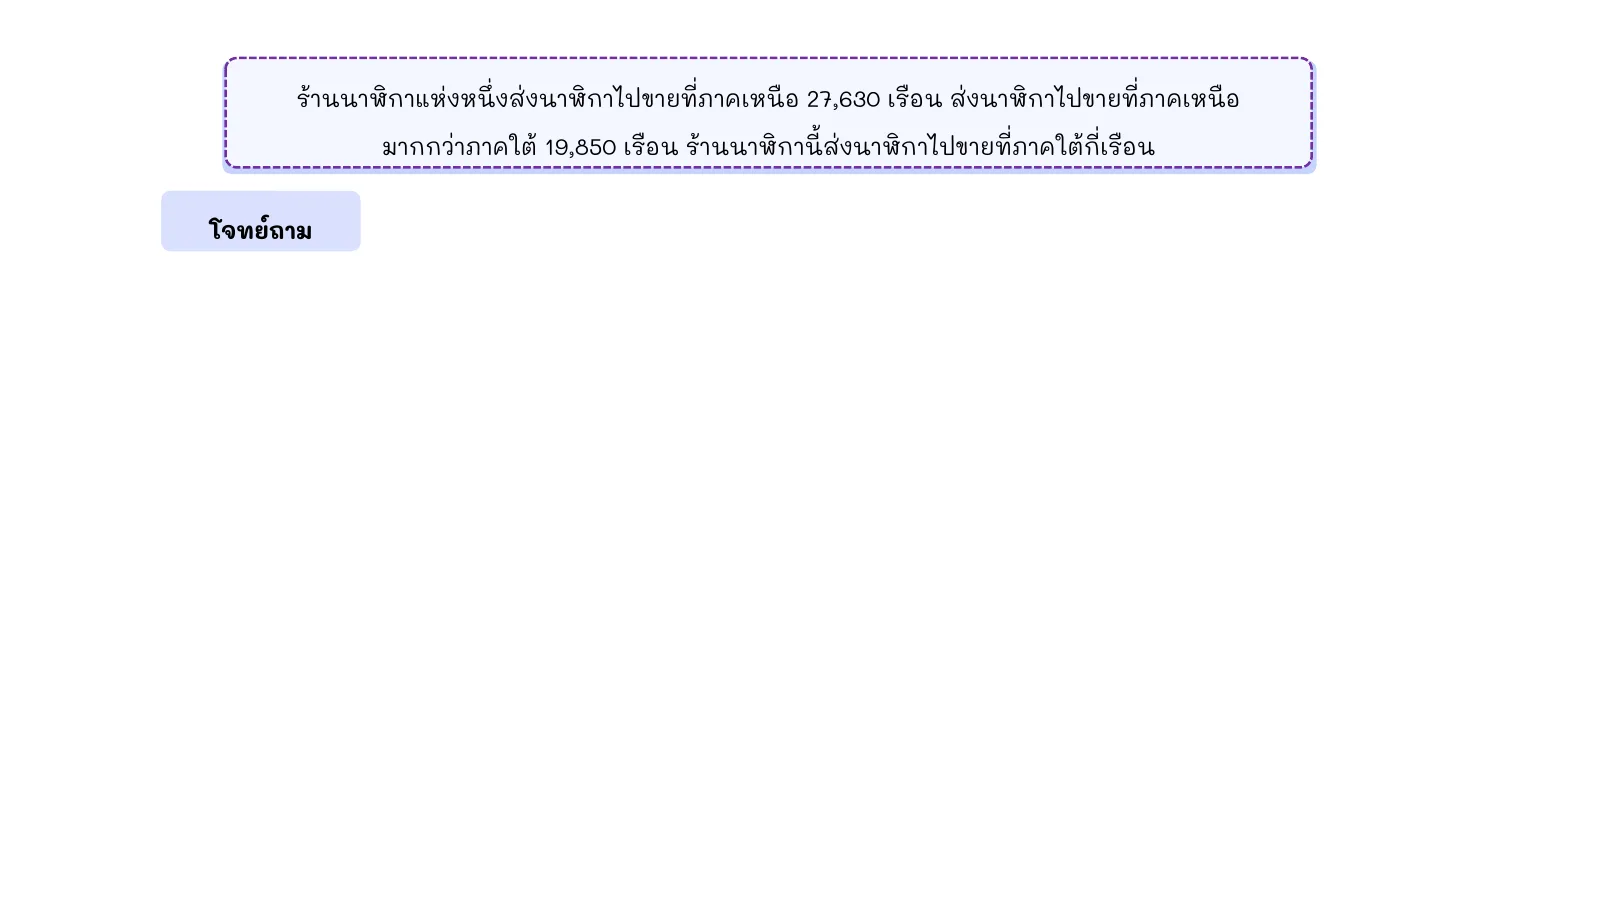 ร้านนาฬิกาแห่งหนึ่งส่งนาฬิกาไปขายที่ภาคเหนือ 27,630 เรือน ส่งนาฬิกาไปขายที่ภาคเหนือ
มากกว่าภาคใต้ 19,850 เรือน ร้านนาฬิกานี้ส่งนาฬิกาไปขายที่ภาคใต้กี่เรือน
โจทย์ถาม